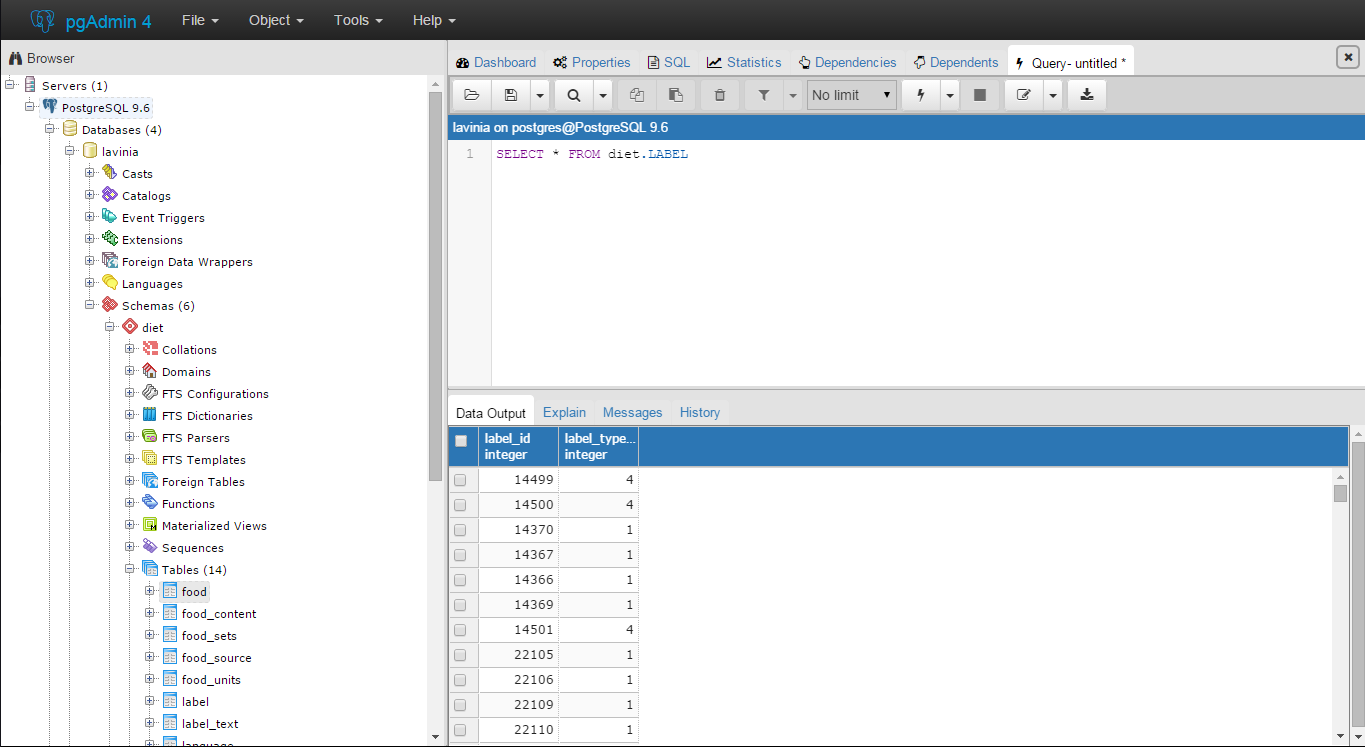 pgAdmin 4 File Object Tools Help
Browser
Servers (1)
PostgreSQL 9.6
Databases (4)
lavinia
Casts
Catalogs
Event Triggers
Extensions
Foreign Data Wrappers
Languages
Schemas (6)
diet
Collations
Domains
FTS Configurations
FTS Dictionaries
FTS Parsers
FTS Templates
Foreign Tables
Functions
Materialized Views
Sequences
Tables (14)
food
food_content
food_sets
food_source
food_units
label
label_text
language
Dashboard Properties SQL Statistics Dependencies Dependents Query- untitled *
No limit
lavinia on postgres@PostgreSQL 9.6
1 SELECT * FROM diet.LABEL
Data Output Explain Messages History
label_id label_type...
integer integer
14499 4
14500 4
14370 1
14367 1
14366 1
14369 1
14501 4
22105 1
22106 1
22109 1
22110 1